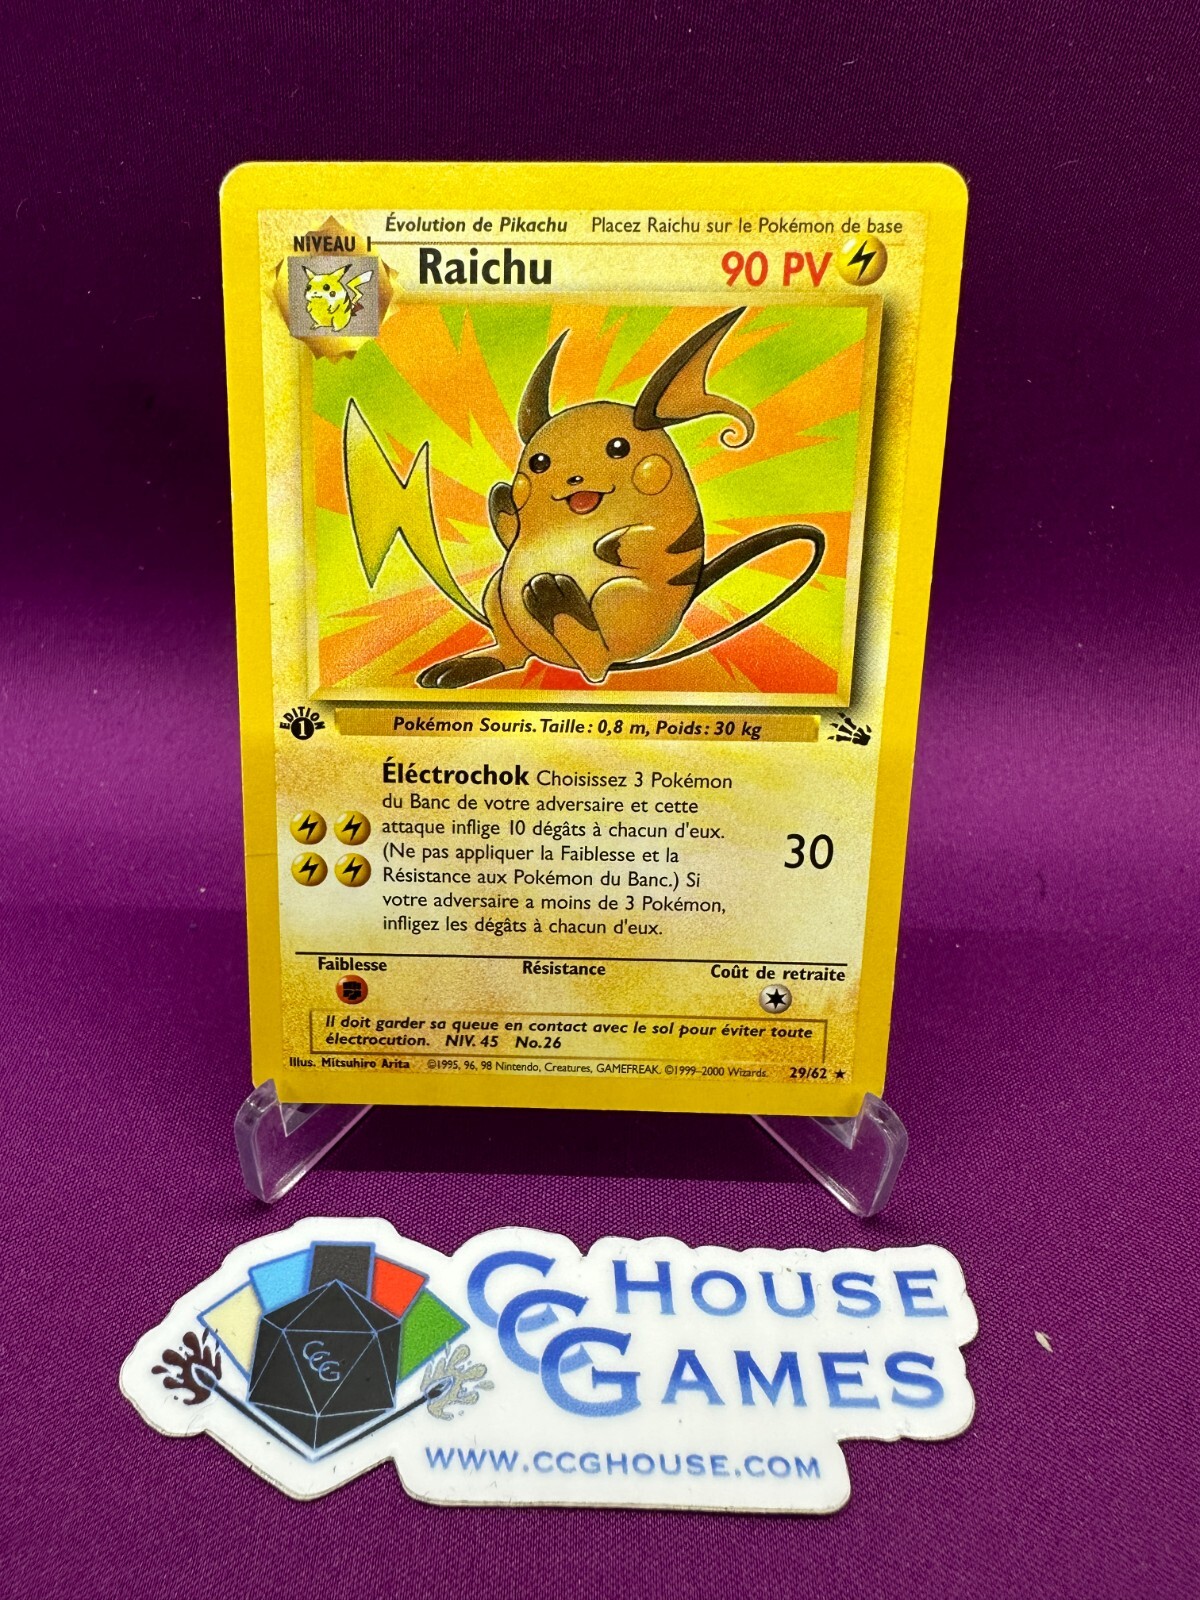 Évolution de Pikachu Placez Raichu sur le Pokémon de base
NIVEAU 1
Raichu 90 PV
EDITION 1
Pokémon Souris. Taille : 0,8 m, Poids : 30 kg
Éléctrochok Choisissez 3 Pokémon
du Banc de votre adversaire et cette
attaque inflige 10 dégâts à chacun d'eux.
(Ne pas appliquer la Faiblesse et la
Résistance aux Pokémon du Banc.) Si
votre adversaire a moins de 3 Pokémon,
infligez les dégâts à chacun d'eux.
30
Faiblesse Résistance Coût de retraite
Il doit garder sa queue en contact avec le sol pour éviter toute
électrocution. NIV. 45 No.26
Illus. Mitsuhiro Arita ©1995, 96, 98 Nintendo, Creatures, GAMEFREAK. ©1999–2000 Wizards. 29/62 ★
CCG
CCG HOUSE
GAMES
WWW.CCGHOUSE.COM